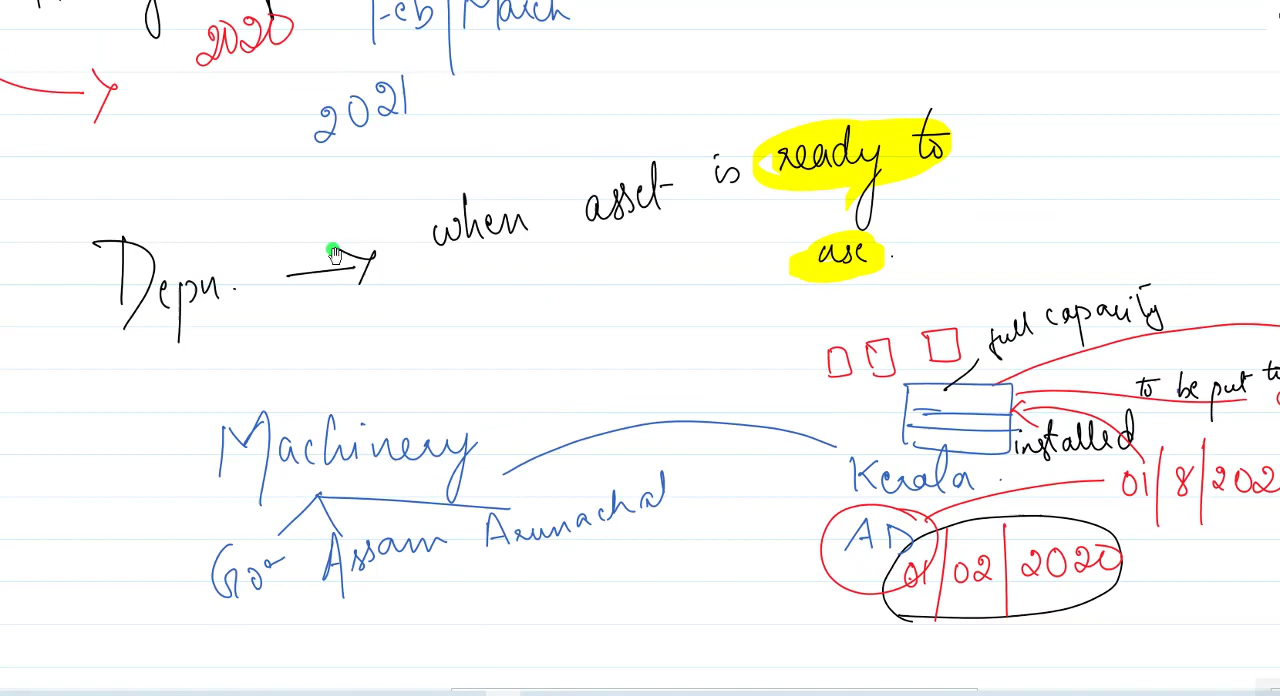 2020 Feb | March
2021
Depn. → when asset is ready to
use.
full capacity
to be put to
installed
Machinery
Kerala.
01 | 8 | 202
Goa Assam Arunachal
AD
01 | 02 | 2020